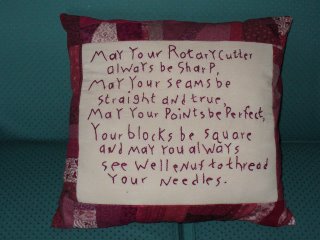 May Your Rotary Cutter
always be Sharp,
May Your seams be
straight and true,
May Your Points be Perfect,
Your blocks be square
and may you always
see well enuf to thread
Your Needles.